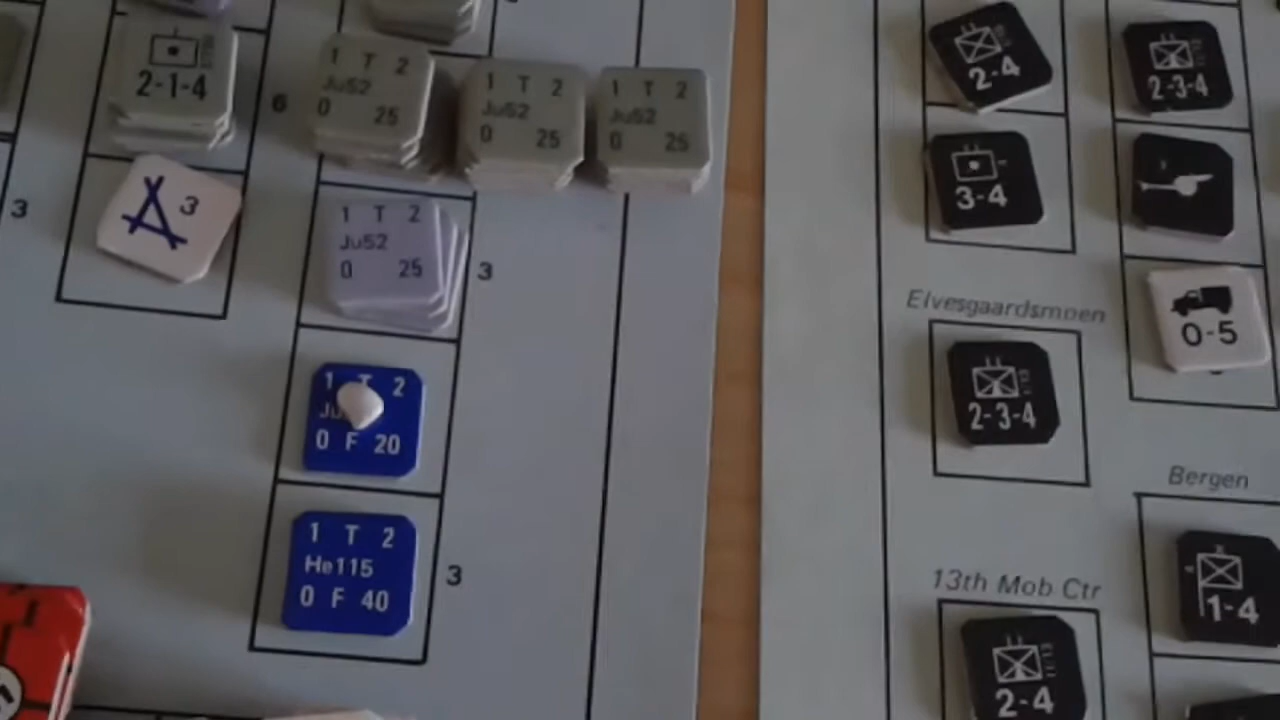 2-1-4
6
1 T 2
Ju52
0 25
1 T 2
Ju52
0 25
1 T 2
Ju52
0 25
3
3
1 T 2
Ju52
0 25
3
1 T 2
0 F 20
1 T 2
He115
0 F 40
3
2-4
2-3-4
3-4
0-5
Elvesgaardsmoen
2-3-4
Bergen
1-4
13th Mob Ctr
2-4